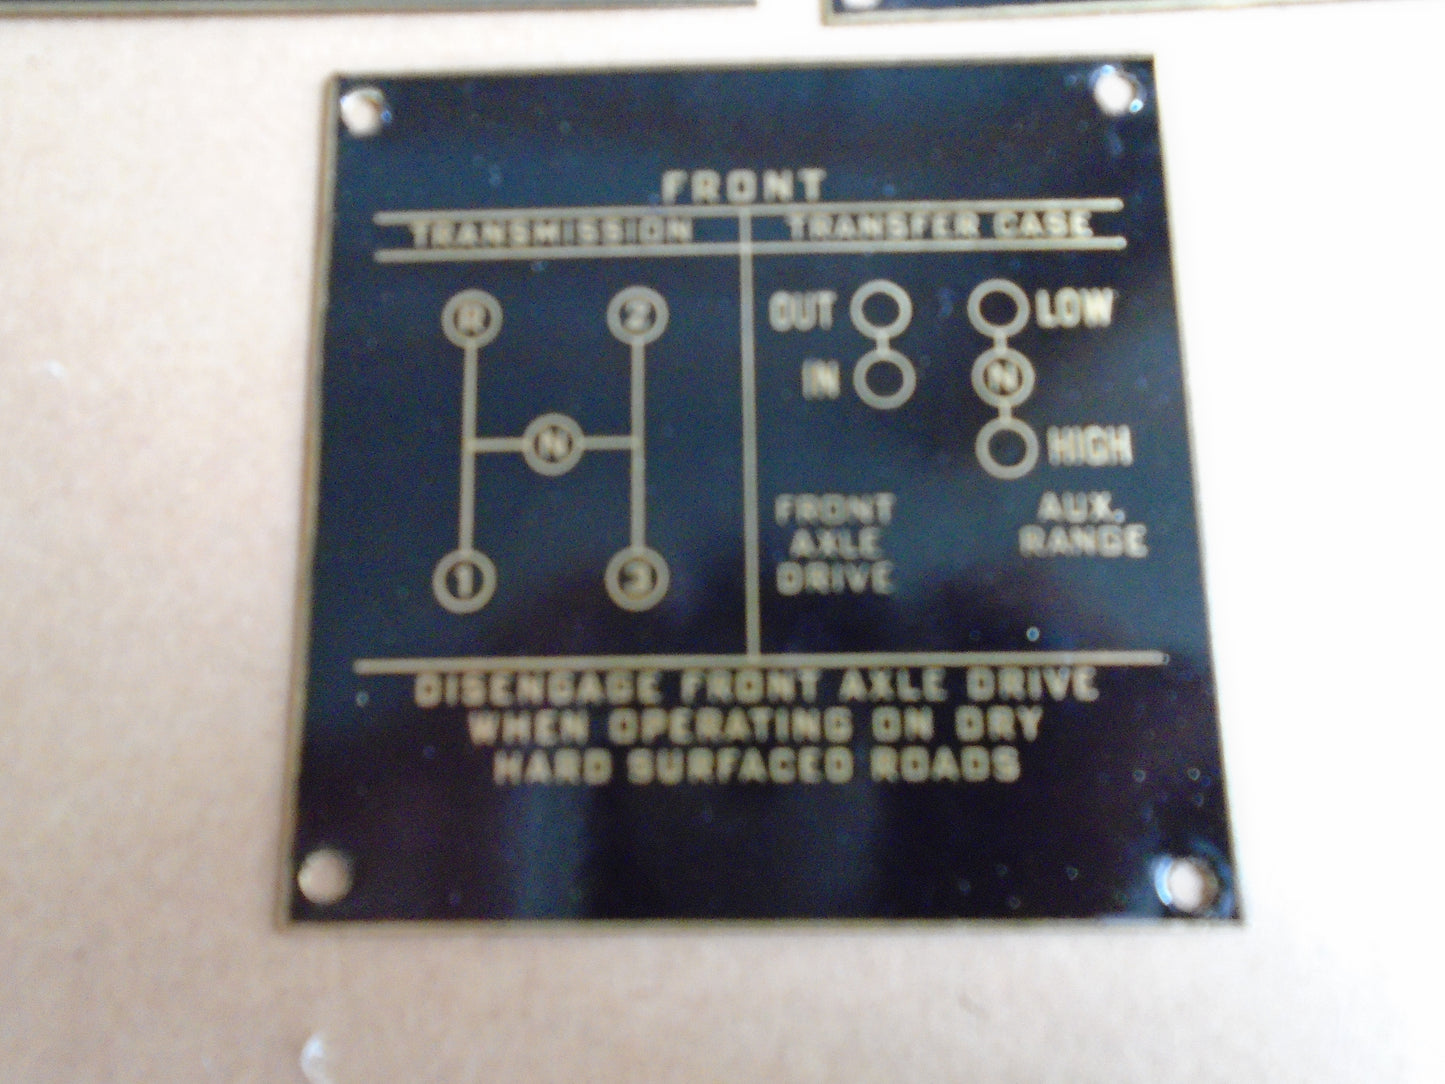 FRONT
TRANSMISSION TRANSFER CASE
R 2 OUT LOW
IN N
N HIGH
FRONT AXLE DRIVE AUX. RANGE
1 3
DISENGAGE FRONT AXLE DRIVE
WHEN OPERATING ON DRY
HARD SURFACED ROADS